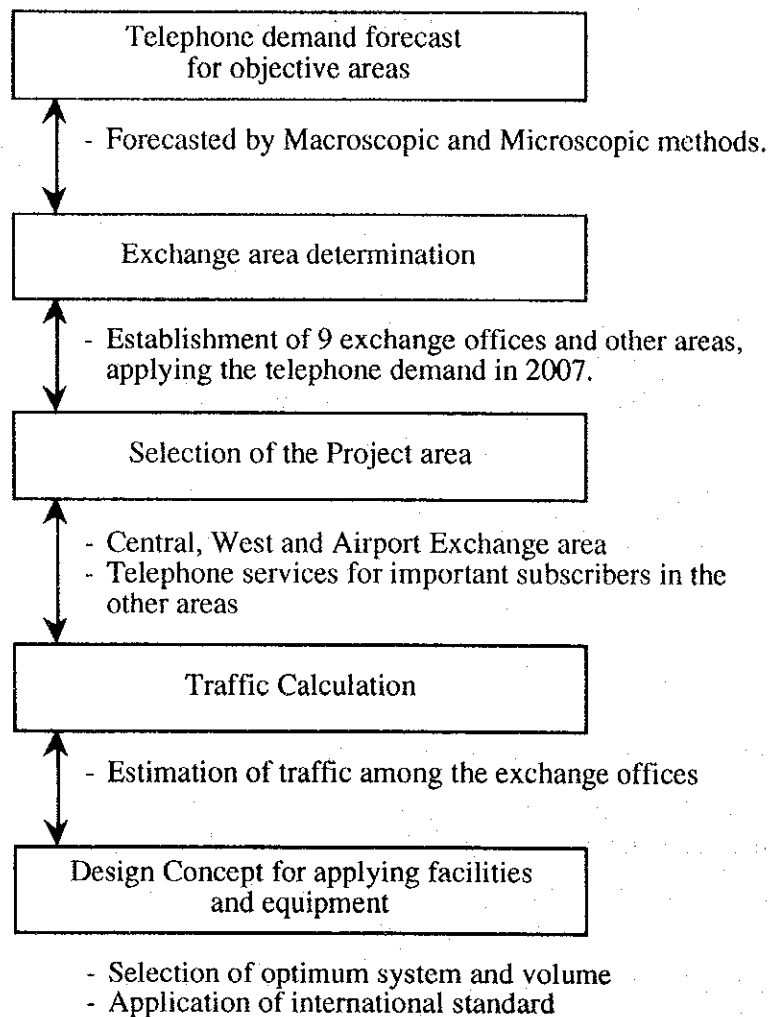 Telephone demand forecast
for objective areas
- Forecasted by Macroscopic and Microscopic methods.
Exchange area determination
- Establishment of 9 exchange offices and other areas,
applying the telephone demand in 2007.
Selection of the Project area
- Central, West and Airport Exchange area
- Telephone services for important subscribers in the
other areas
Traffic Calculation
- Estimation of traffic among the exchange offices
Design Concept for applying facilities
and equipment
- Selection of optimum system and volume
- Application of international standard